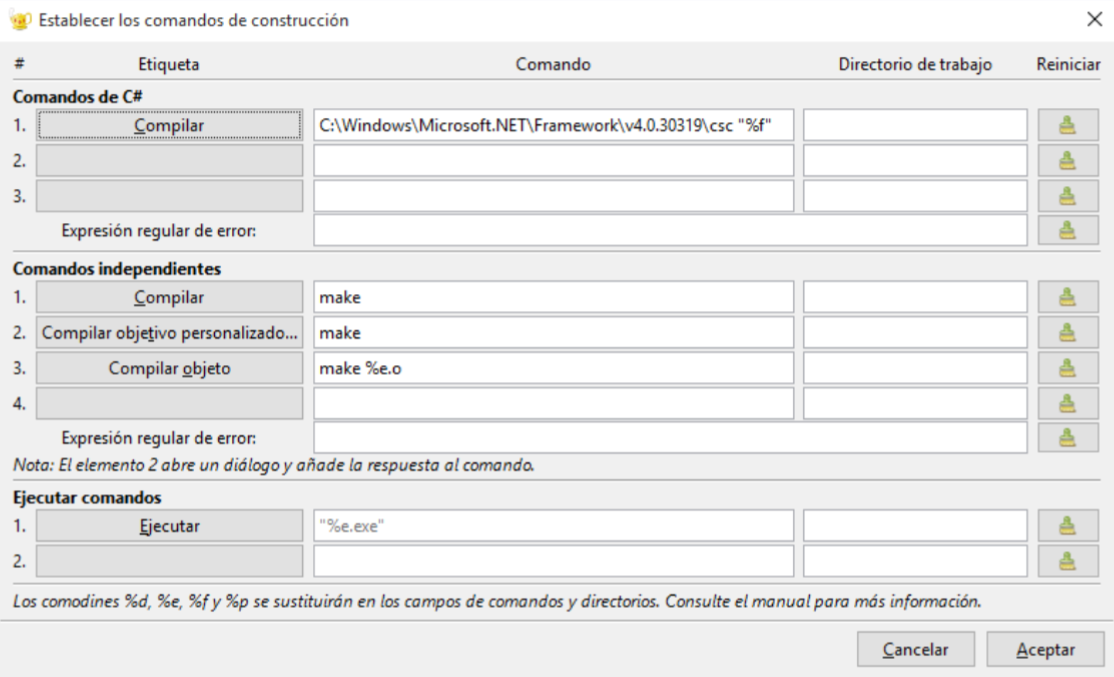 Establecer los comandos de construcción
# Etiqueta Comando Directorio de trabajo Reiniciar
Comandos de C#
1. Compilar C:\Windows\Microsoft.NET\Framework\v4.0.30319\csc "%f"
2.
3.
Expresión regular de error:
Comandos independientes
1. Compilar make
2. Compilar objetivo personalizado... make
3. Compilar objeto make %e.o
4.
Expresión regular de error:
Nota: El elemento 2 abre un diálogo y añade la respuesta al comando.
Ejecutar comandos
1. Ejecutar "%e.exe"
2.
Los comodines %d, %e, %f y %p se sustituirán en los campos de comandos y directorios. Consulte el manual para más información.
Cancelar Aceptar